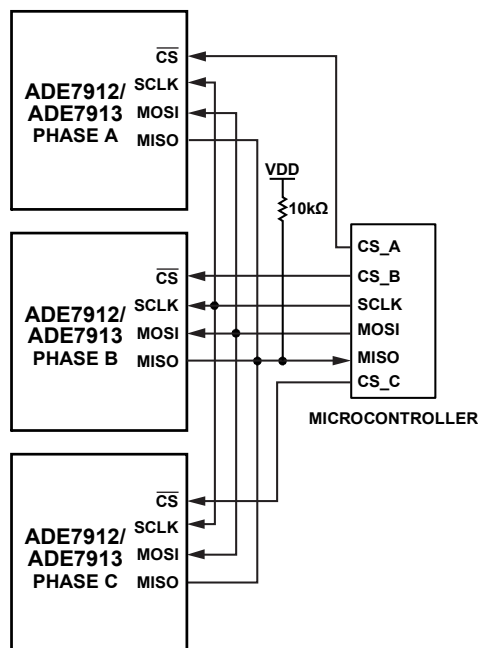 CS
SCLK
MOSI
MISO
ADE7912/
ADE7913
PHASE A
VDD
10kΩ
CS
SCLK
MOSI
MISO
ADE7912/
ADE7913
PHASE B
CS_A
CS_B
SCLK
MOSI
MISO
CS_C
MICROCONTROLLER
CS
SCLK
MOSI
MISO
ADE7912/
ADE7913
PHASE C